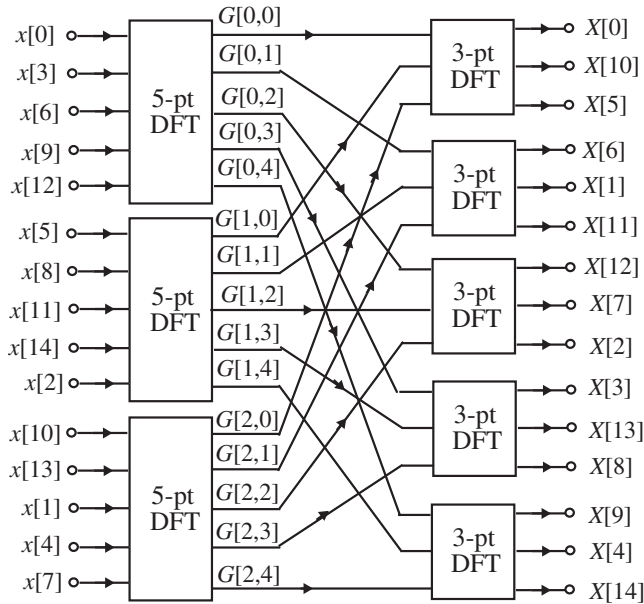 x[0]
x[3]
x[6]
x[9]
x[12]
5-pt
DFT
G[0,0]
G[0,1]
G[0,2]
G[0,3]
G[0,4]
x[5]
x[8]
x[11]
x[14]
x[2]
5-pt
DFT
G[1,0]
G[1,1]
G[1,2]
G[1,3]
G[1,4]
x[10]
x[13]
x[1]
x[4]
x[7]
5-pt
DFT
G[2,0]
G[2,1]
G[2,2]
G[2,3]
G[2,4]
3-pt
DFT
X[0]
X[10]
X[5]
3-pt
DFT
X[6]
X[1]
X[11]
3-pt
DFT
X[12]
X[7]
X[2]
3-pt
DFT
X[3]
X[13]
X[8]
3-pt
DFT
X[9]
X[4]
X[14]